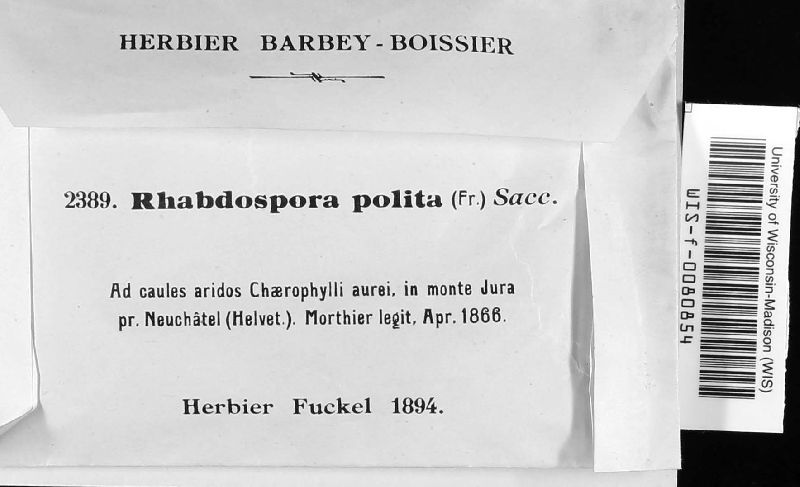 HERBIER BARBEY-BOISSIER
2389. Rhabdospora polita (Fr.) Sacc.
Ad caules aridos Chærophylli aurei, in monte Jura
pr. Neuchâtel (Helvet.). Morthier legit, Apr. 1866.
Herbier Fuckel 1894.
University of Wisconsin-Madison (WIS)
WIS-f-0080854